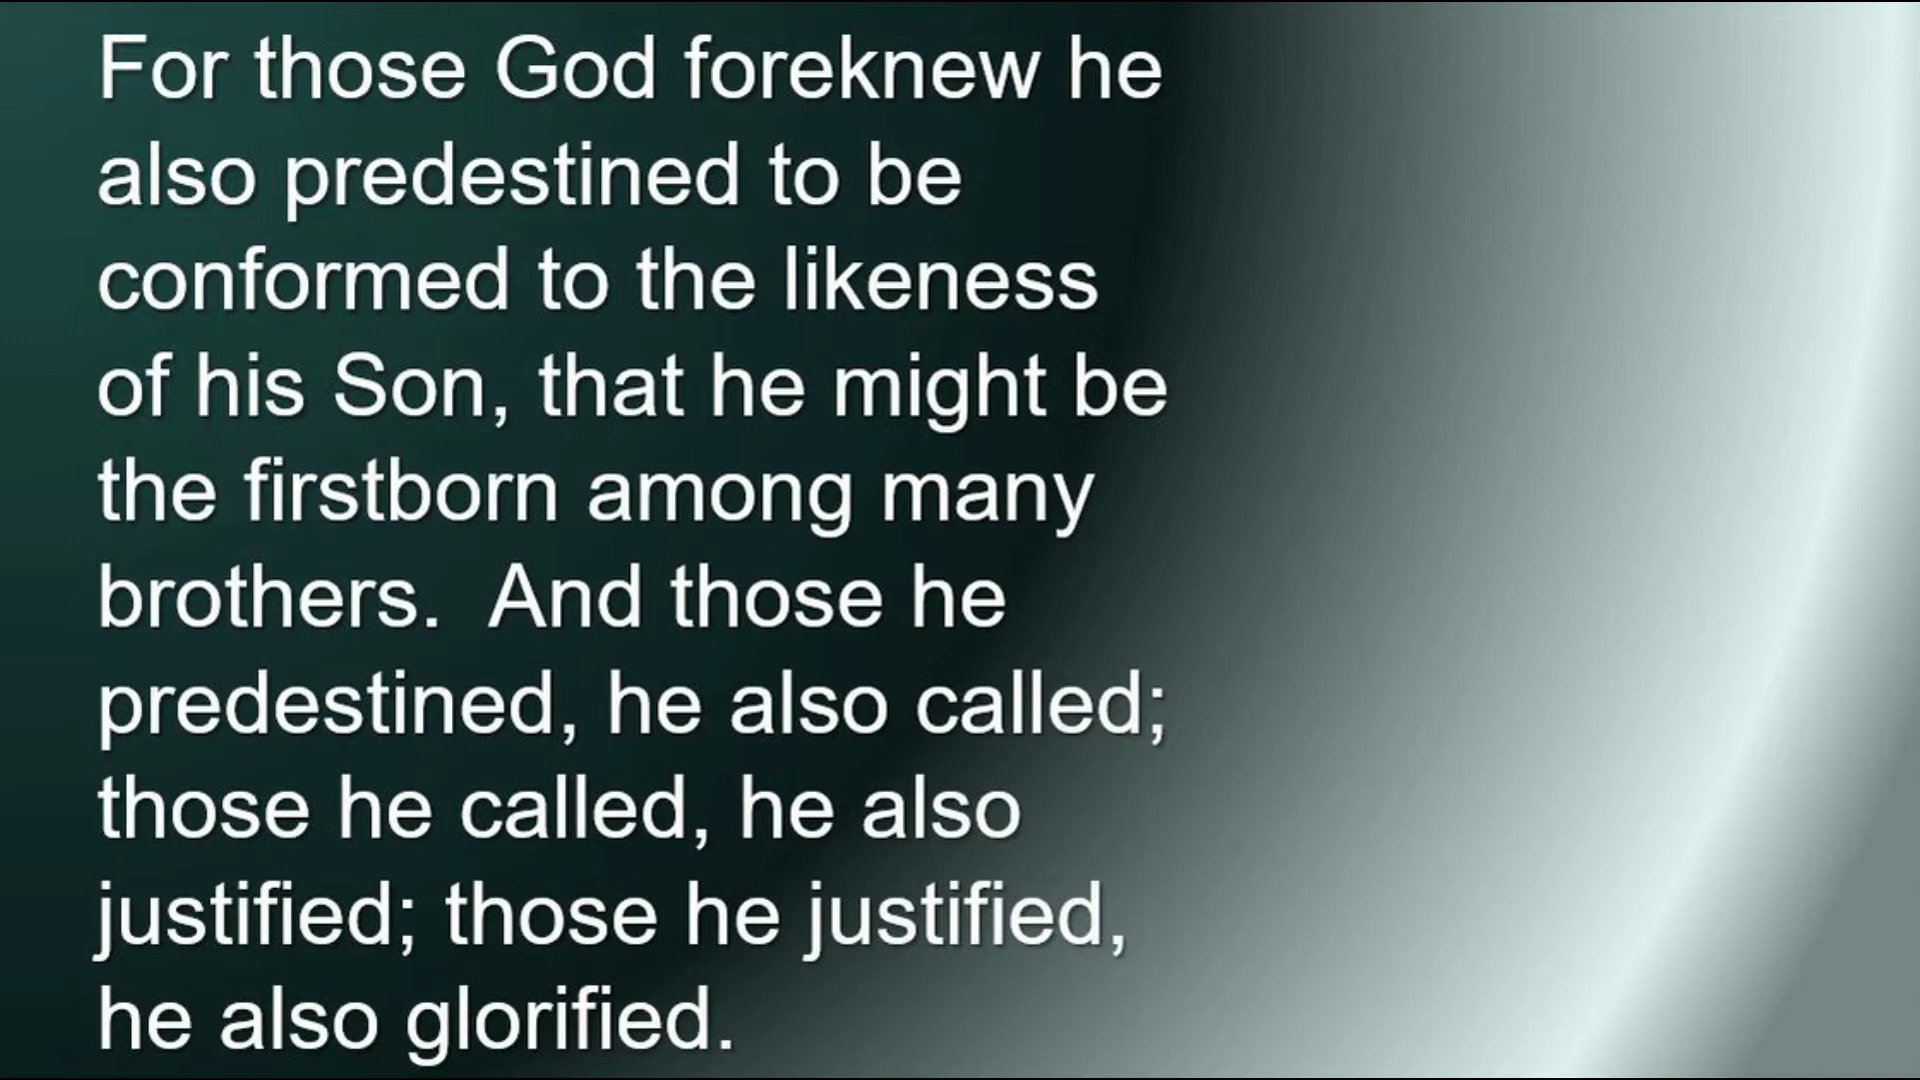 For those God foreknew he
also predestined to be
conformed to the likeness
of his Son, that he might be
the firstborn among many
brothers.  And those he
predestined, he also called;
those he called, he also
justified; those he justified,
he also glorified.